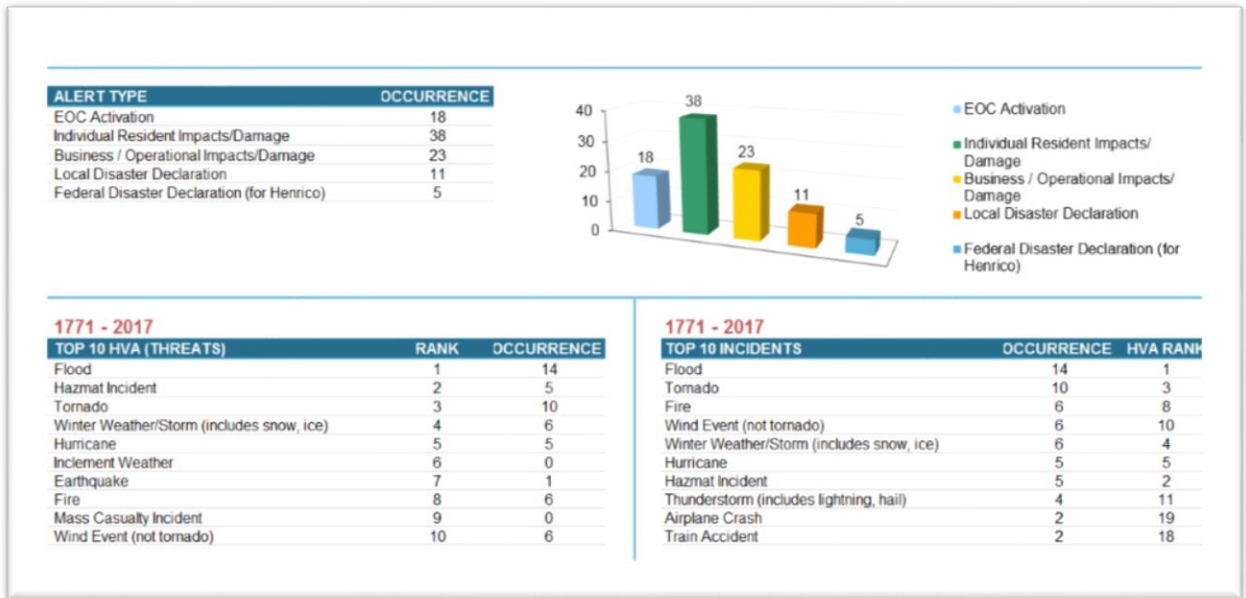 ALERT TYPE OCCURRENCE
EOC Activation 18
Individual Resident Impacts/Damage 38
Business / Operational Impacts/Damage 23
Local Disaster Declaration 11
Federal Disaster Declaration (for Henrico) 5
40
30
20
10
0
18
38
23
11
5
EOC Activation
Individual Resident Impacts/
Damage
Business / Operational Impacts/
Damage
Local Disaster Declaration
Federal Disaster Declaration (for
Henrico)
1771 - 2017
TOP 10 HVA (THREATS) RANK OCCURRENCE
Flood 1 14
Hazmat Incident 2 5
Tornado 3 10
Winter Weather/Storm (includes snow, ice) 4 6
Hurricane 5 5
Inclement Weather 6 0
Earthquake 7 1
Fire 8 6
Mass Casualty Incident 9 0
Wind Event (not tornado) 10 6
1771 - 2017
TOP 10 INCIDENTS OCCURRENCE HVA RANK
Flood 14 1
Tornado 10 3
Fire 6 8
Wind Event (not tornado) 6 10
Winter Weather/Storm (includes snow, ice) 6 4
Hurricane 5 5
Hazmat Incident 5 2
Thunderstorm (includes lightning, hail) 4 11
Airplane Crash 2 19
Train Accident 2 18